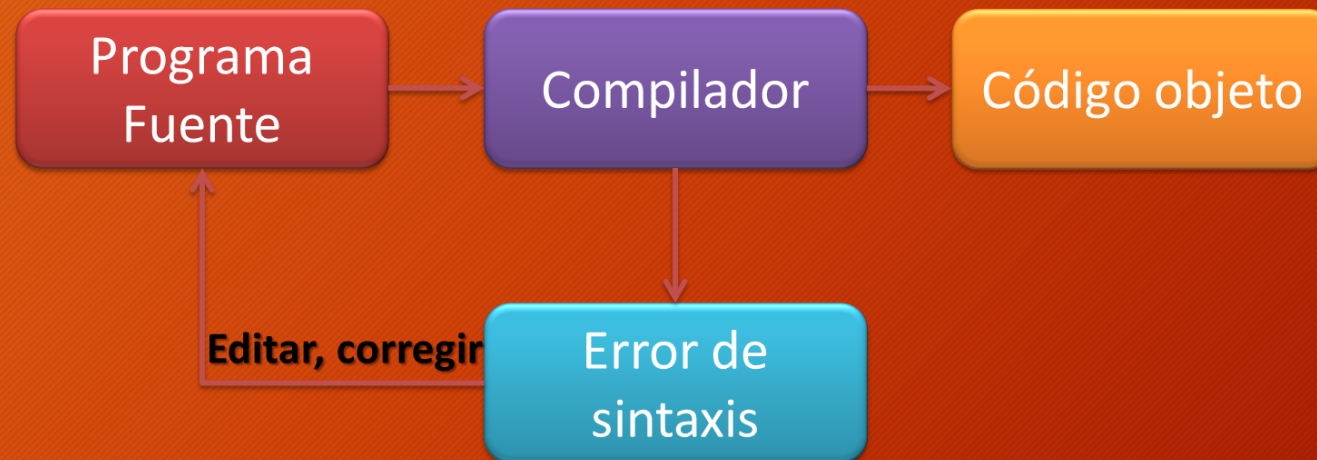 Programa
Fuente
Compilador
Código objeto
Editar, corregir
Error de
sintaxis